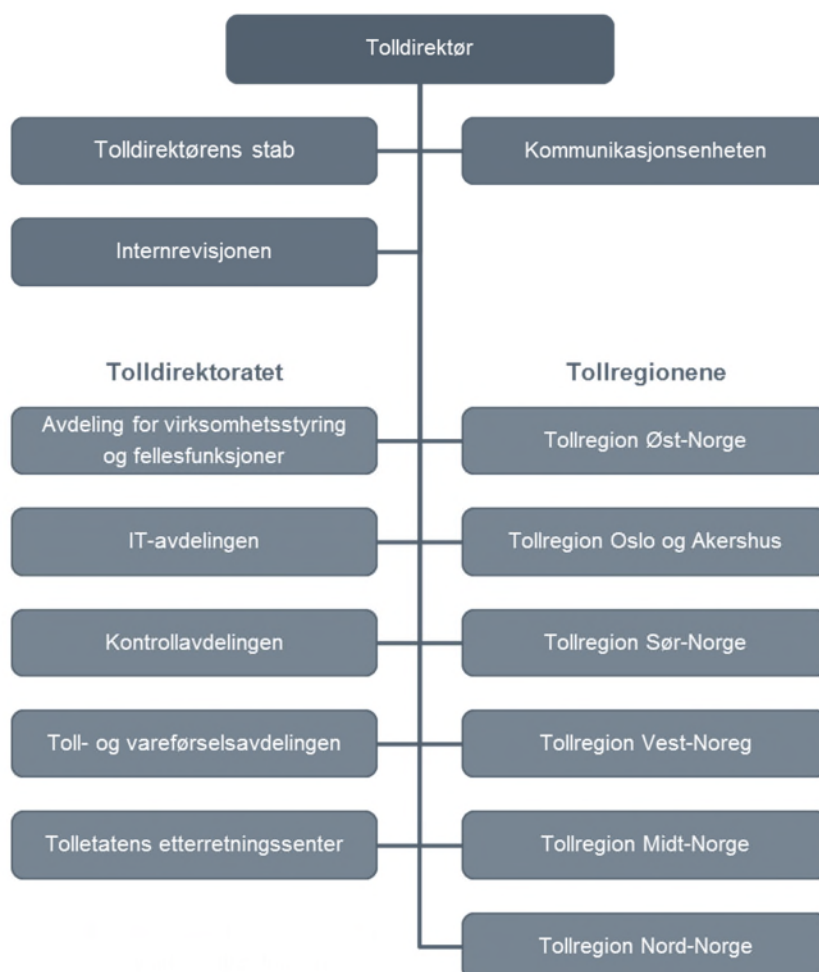 Tolldirektør
Tolldirektørens stab
Kommunikasjonsenheten
Internrevisjonen
Tolldirektoratet
Tollregionene
Avdeling for virksomhetsstyring
og fellesfunksjoner
Tollregion Øst-Norge
IT-avdelingen
Tollregion Oslo og Akershus
Kontrollavdelingen
Tollregion Sør-Norge
Toll- og vareførselsavdelingen
Tollregion Vest-Noreg
Tolletatens etterretningssenter
Tollregion Midt-Norge
Tollregion Nord-Norge